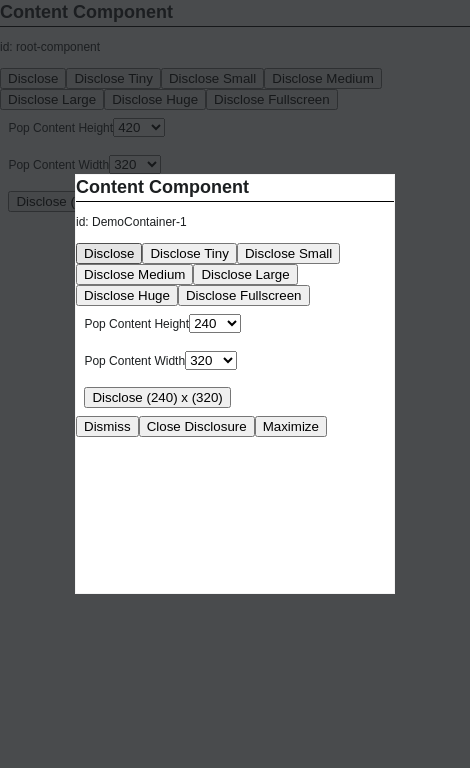 Content Component
id: root-component
Disclose Disclose Tiny Disclose Small Disclose Medium
Disclose Large Disclose Huge Disclose Fullscreen
Pop Content Height 420
Pop Content Width 320
Disclose (
Content Component
id: DemoContainer-1
Disclose Disclose Tiny Disclose Small
Disclose Medium Disclose Large
Disclose Huge Disclose Fullscreen
Pop Content Height 240
Pop Content Width 320
Disclose (240) x (320)
Dismiss Close Disclosure Maximize